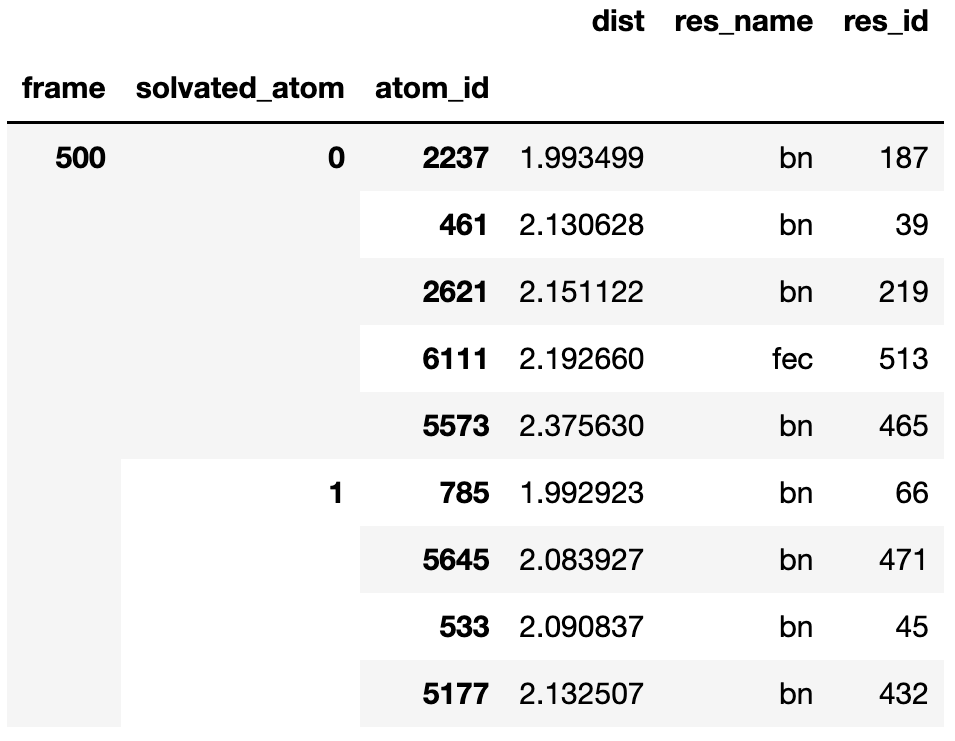 dist res_name res_id
frame solvated_atom atom_id
500 0 2237 1.993499 bn 187
461 2.130628 bn 39
2621 2.151122 bn 219
6111 2.192660 fec 513
5573 2.375630 bn 465
1 785 1.992923 bn 66
5645 2.083927 bn 471
533 2.090837 bn 45
5177 2.132507 bn 432